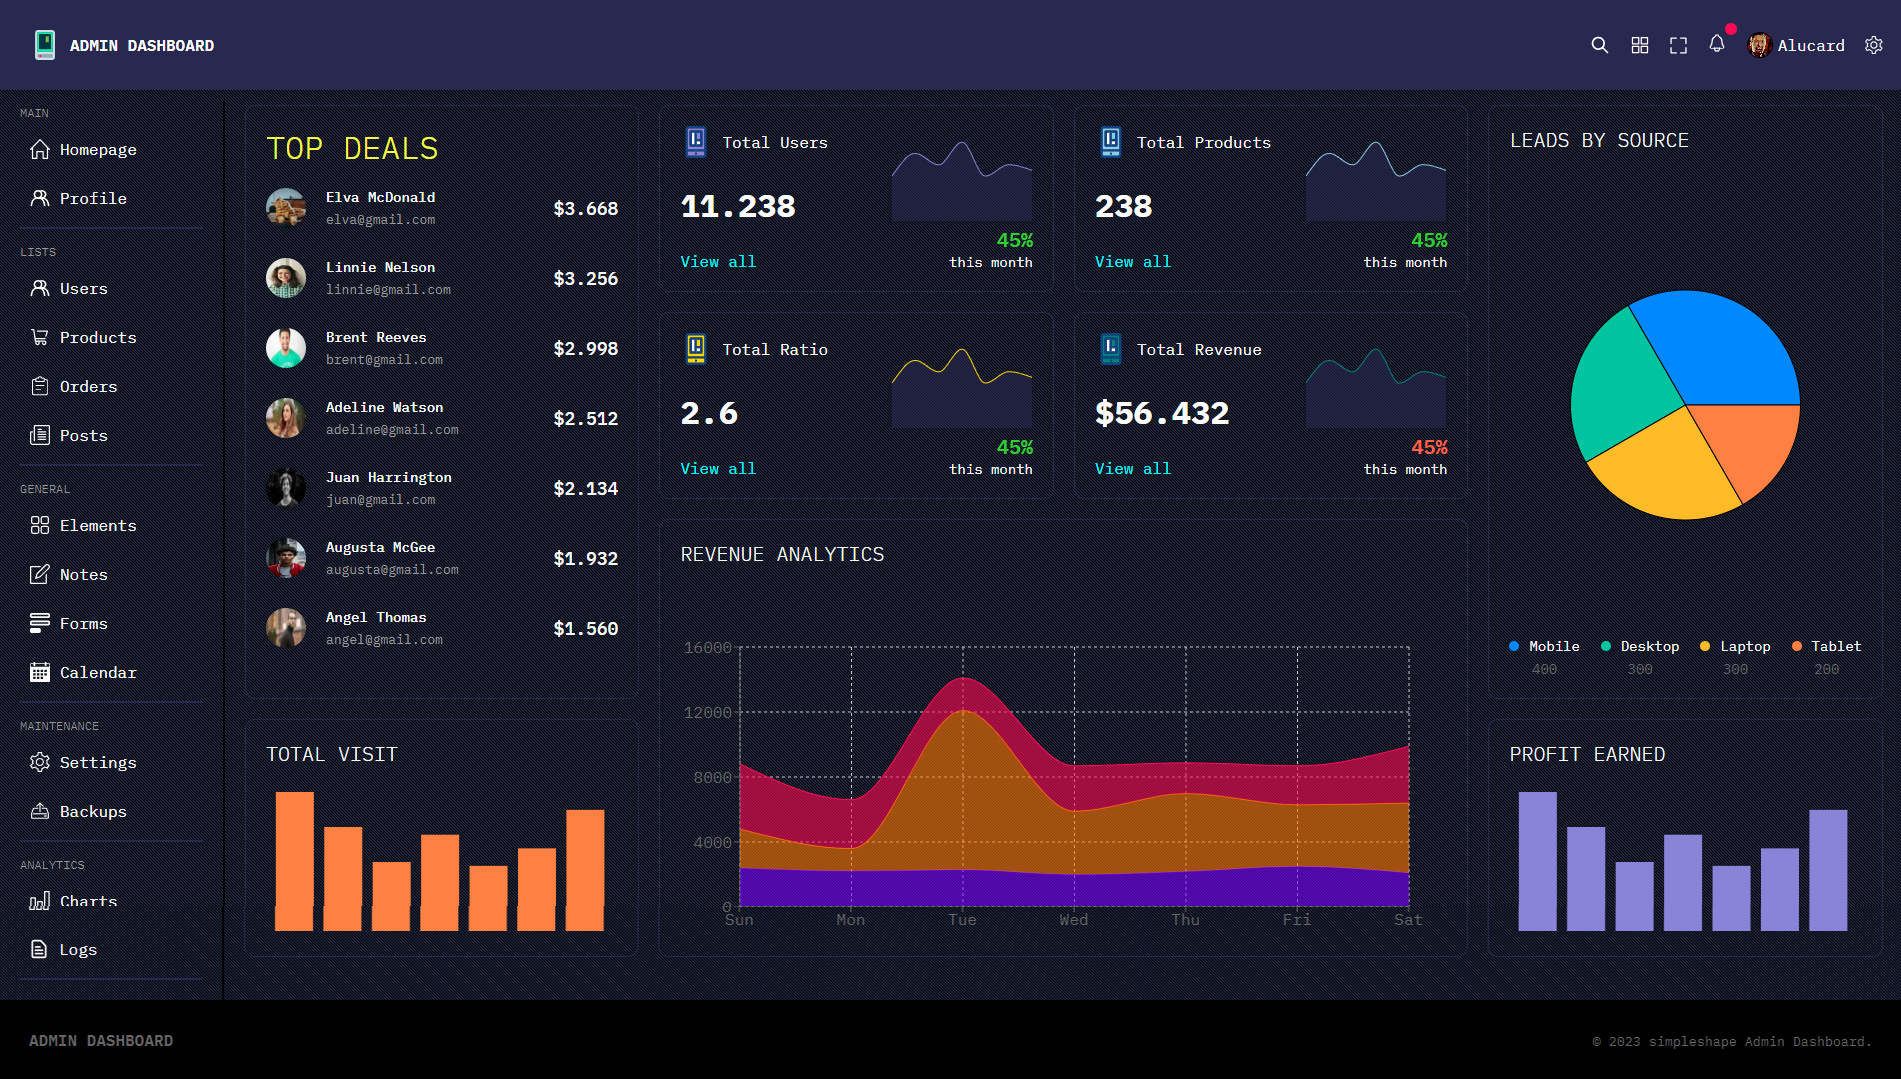 ADMIN DASHBOARD
Alucard
MAIN
Homepage
Profile
LISTS
Users
Products
Orders
Posts
GENERAL
Elements
Notes
Forms
Calendar
MAINTENANCE
Settings
Backups
ANALYTICS
Charts
Logs
TOP DEALS
Elva McDonald
elva@gmail.com
$3.668
Linnie Nelson
linnie@gmail.com
$3.256
Brent Reeves
brent@gmail.com
$2.998
Adeline Watson
adeline@gmail.com
$2.512
Juan Harrington
juan@gmail.com
$2.134
Augusta McGee
augusta@gmail.com
$1.932
Angel Thomas
angel@gmail.com
$1.560
TOTAL VISIT
Total Users
11.238
View all
45%
this month
Total Products
238
View all
45%
this month
Total Ratio
2.6
View all
45%
this month
Total Revenue
$56.432
View all
45%
this month
REVENUE ANALYTICS
16000
12000
8000
4000
0
Sun Mon Tue Wed Thu Fri Sat
LEADS BY SOURCE
Mobile Desktop Laptop Tablet
400 300 300 200
PROFIT EARNED
ADMIN DASHBOARD
© 2023 simpleshape Admin Dashboard.